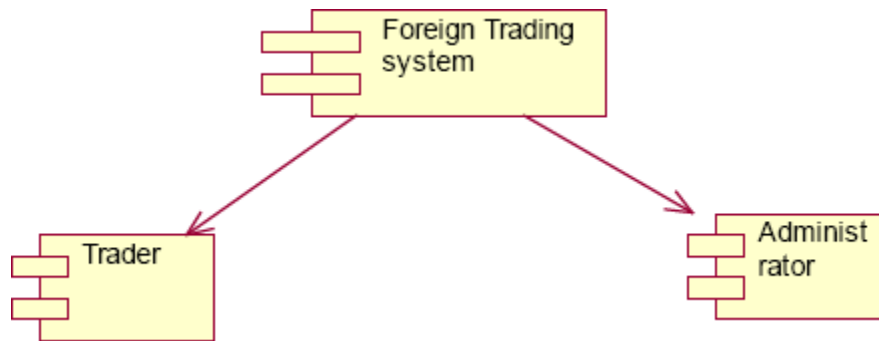 Foreign Trading
system
Trader
Administ
rator